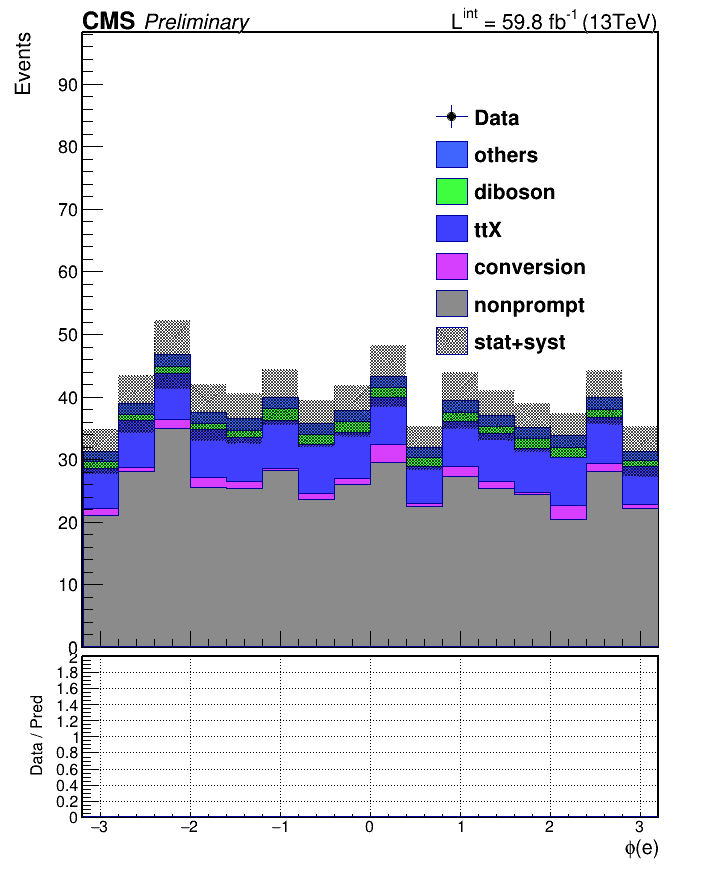 CMS Preliminary L^int = 59.8 fb^-1 (13TeV)
Events
90
80
70
60
50
40
30
20
10
0
Data
others
diboson
ttX
conversion
nonprompt
stat+syst
Data / Pred
2
1.8
1.6
1.4
1.2
1
0.8
0.6
0.4
0.2
0
−3 −2 −1 0 1 2 3
ϕ(e)